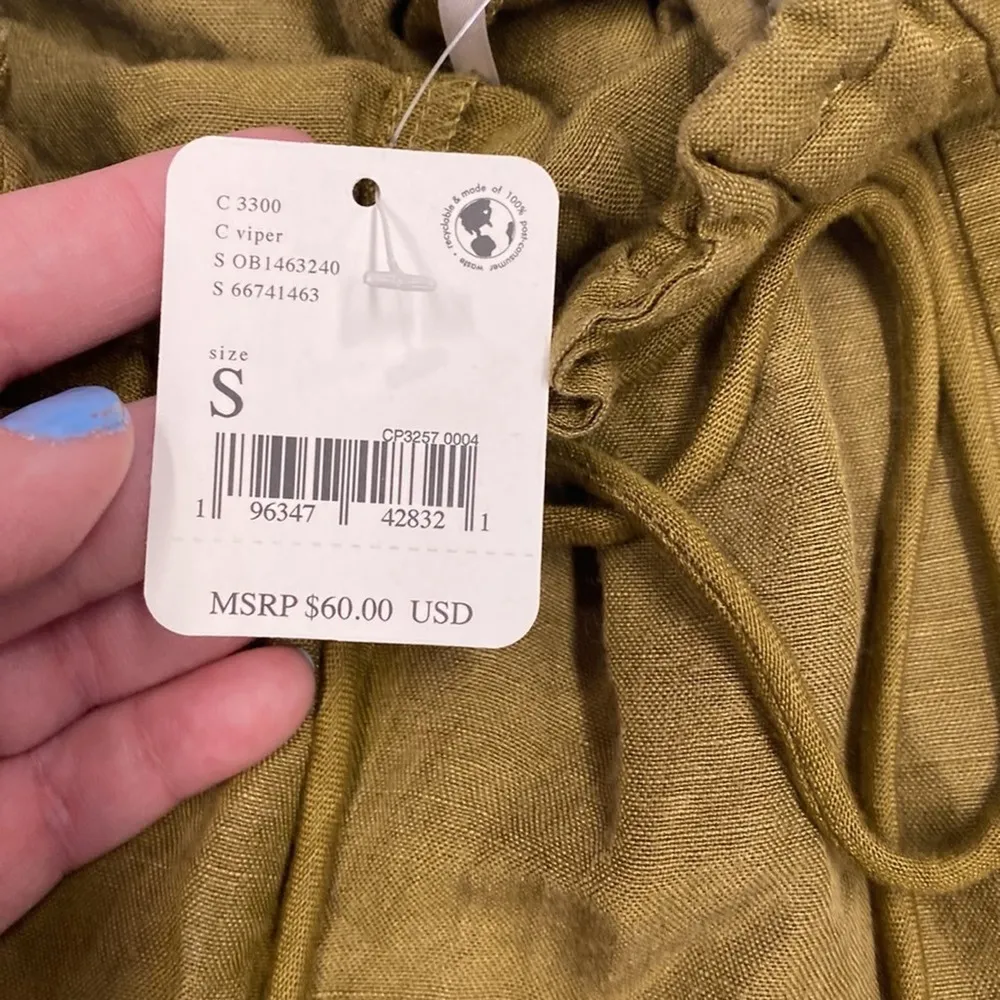 C 3300
C viper
S OB1463240
S 66741463
recyclable & made of 100% post-consumer waste •
size
S
CP3257 0004
1 96347 42832 1
MSRP $60.00 USD